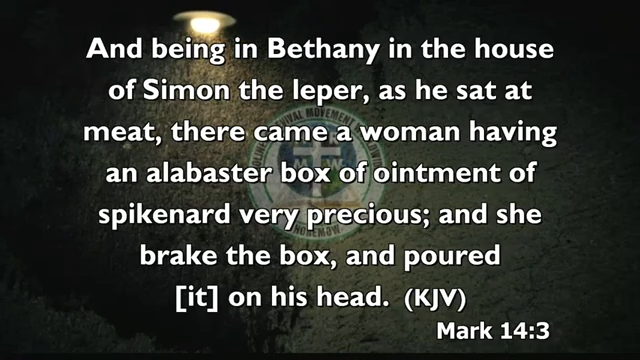 And being in Bethany in the house
of Simon the leper, as he sat at
meat, there came a woman having
an alabaster box of ointment of
spikenard very precious; and she
brake the box, and poured
[it] on his head. (KJV)
Mark 14:3